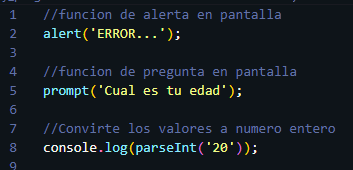 1 //funcion de alerta en pantalla
2 alert('ERROR...');
3
4 //funcion de pregunta en pantalla
5 prompt('Cual es tu edad');
6
7 //Convirte los valores a numero entero
8 console.log(parseInt('20'));
9